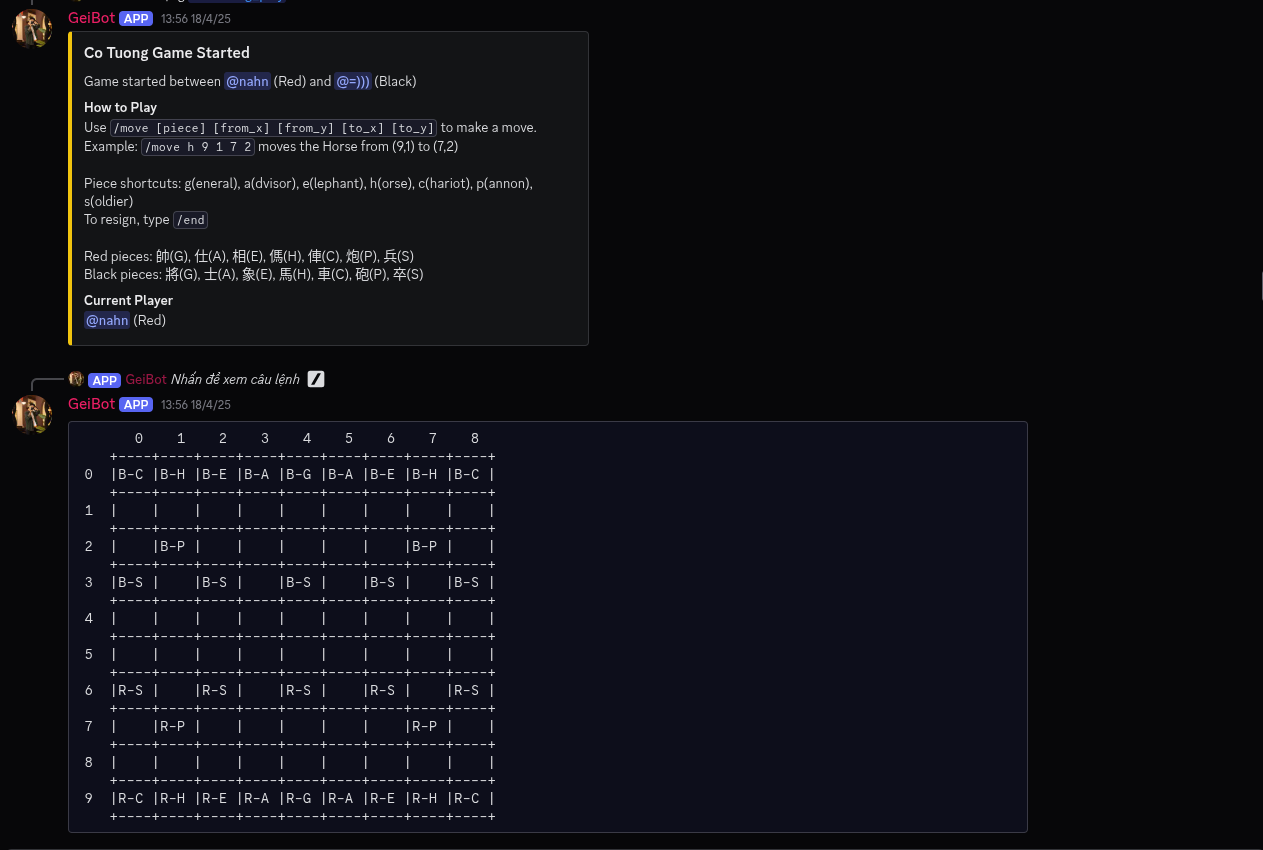 GeiBot APP 13:56 18/4/25
Co Tuong Game Started
Game started between @nahn (Red) and @=))) (Black)
How to Play
Use /move [piece] [from_x] [from_y] [to_x] [to_y] to make a move.
Example: /move h 9 1 7 2 moves the Horse from (9,1) to (7,2)
Piece shortcuts: g(eneral), a(dvisor), e(lephant), h(orse), c(hariot), p(annon),
s(oldier)
To resign, type /end
Red pieces: 帥(G), 仕(A), 相(E), 傌(H), 俥(C), 炮(P), 兵(S)
Black pieces: 將(G), 士(A), 象(E), 馬(H), 車(C), 砲(P), 卒(S)
Current Player
@nahn (Red)
APP GeiBot Nhấn để xem câu lệnh
GeiBot APP 13:56 18/4/25
      0    1    2    3    4    5    6    7    8
   +----+----+----+----+----+----+----+----+----+
0  |B-C |B-H |B-E |B-A |B-G |B-A |B-E |B-H |B-C |
   +----+----+----+----+----+----+----+----+----+
1  |    |    |    |    |    |    |    |    |    |
   +----+----+----+----+----+----+----+----+----+
2  |    |B-P |    |    |    |    |    |B-P |    |
   +----+----+----+----+----+----+----+----+----+
3  |B-S |    |B-S |    |B-S |    |B-S |    |B-S |
   +----+----+----+----+----+----+----+----+----+
4  |    |    |    |    |    |    |    |    |    |
   +----+----+----+----+----+----+----+----+----+
5  |    |    |    |    |    |    |    |    |    |
   +----+----+----+----+----+----+----+----+----+
6  |R-S |    |R-S |    |R-S |    |R-S |    |R-S |
   +----+----+----+----+----+----+----+----+----+
7  |    |R-P |    |    |    |    |    |R-P |    |
   +----+----+----+----+----+----+----+----+----+
8  |    |    |    |    |    |    |    |    |    |
   +----+----+----+----+----+----+----+----+----+
9  |R-C |R-H |R-E |R-A |R-G |R-A |R-E |R-H |R-C |
   +----+----+----+----+----+----+----+----+----+